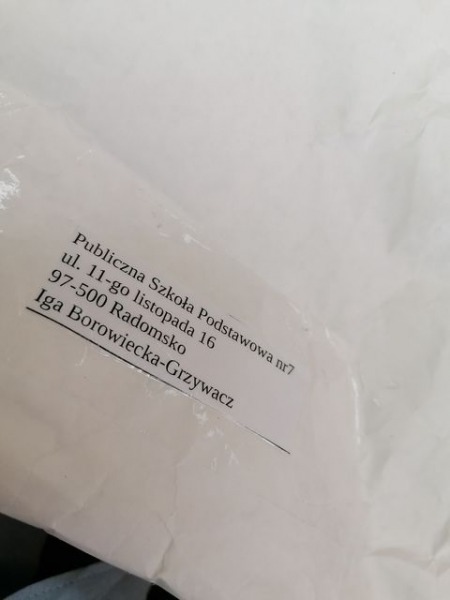 Publiczna Szkoła Podstawowa nr7
ul. 11-go listopada 16
97-500 Radomsko
Iga Borowiecka-Grzywacz